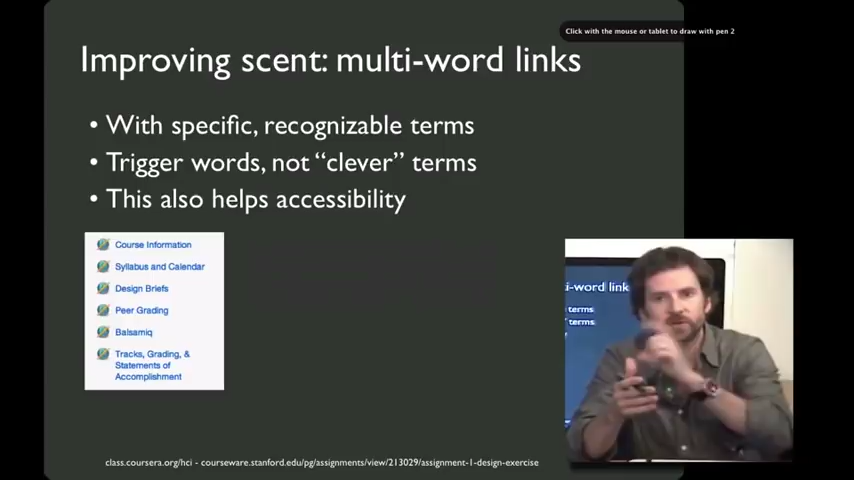 Click with the mouse or tablet to draw with pen 2
Improving scent: multi-word links
• With specific, recognizable terms
• Trigger words, not “clever” terms
• This also helps accessibility
Course Information
Syllabus and Calendar
Design Briefs
Peer Grading
Balsamiq
Tracks, Grading, &
Statements of
Accomplishment
i-word link
terms
terms
class.coursera.org/hci - courseware.stanford.edu/pg/assignments/view/213029/assignment-1-design-exercise